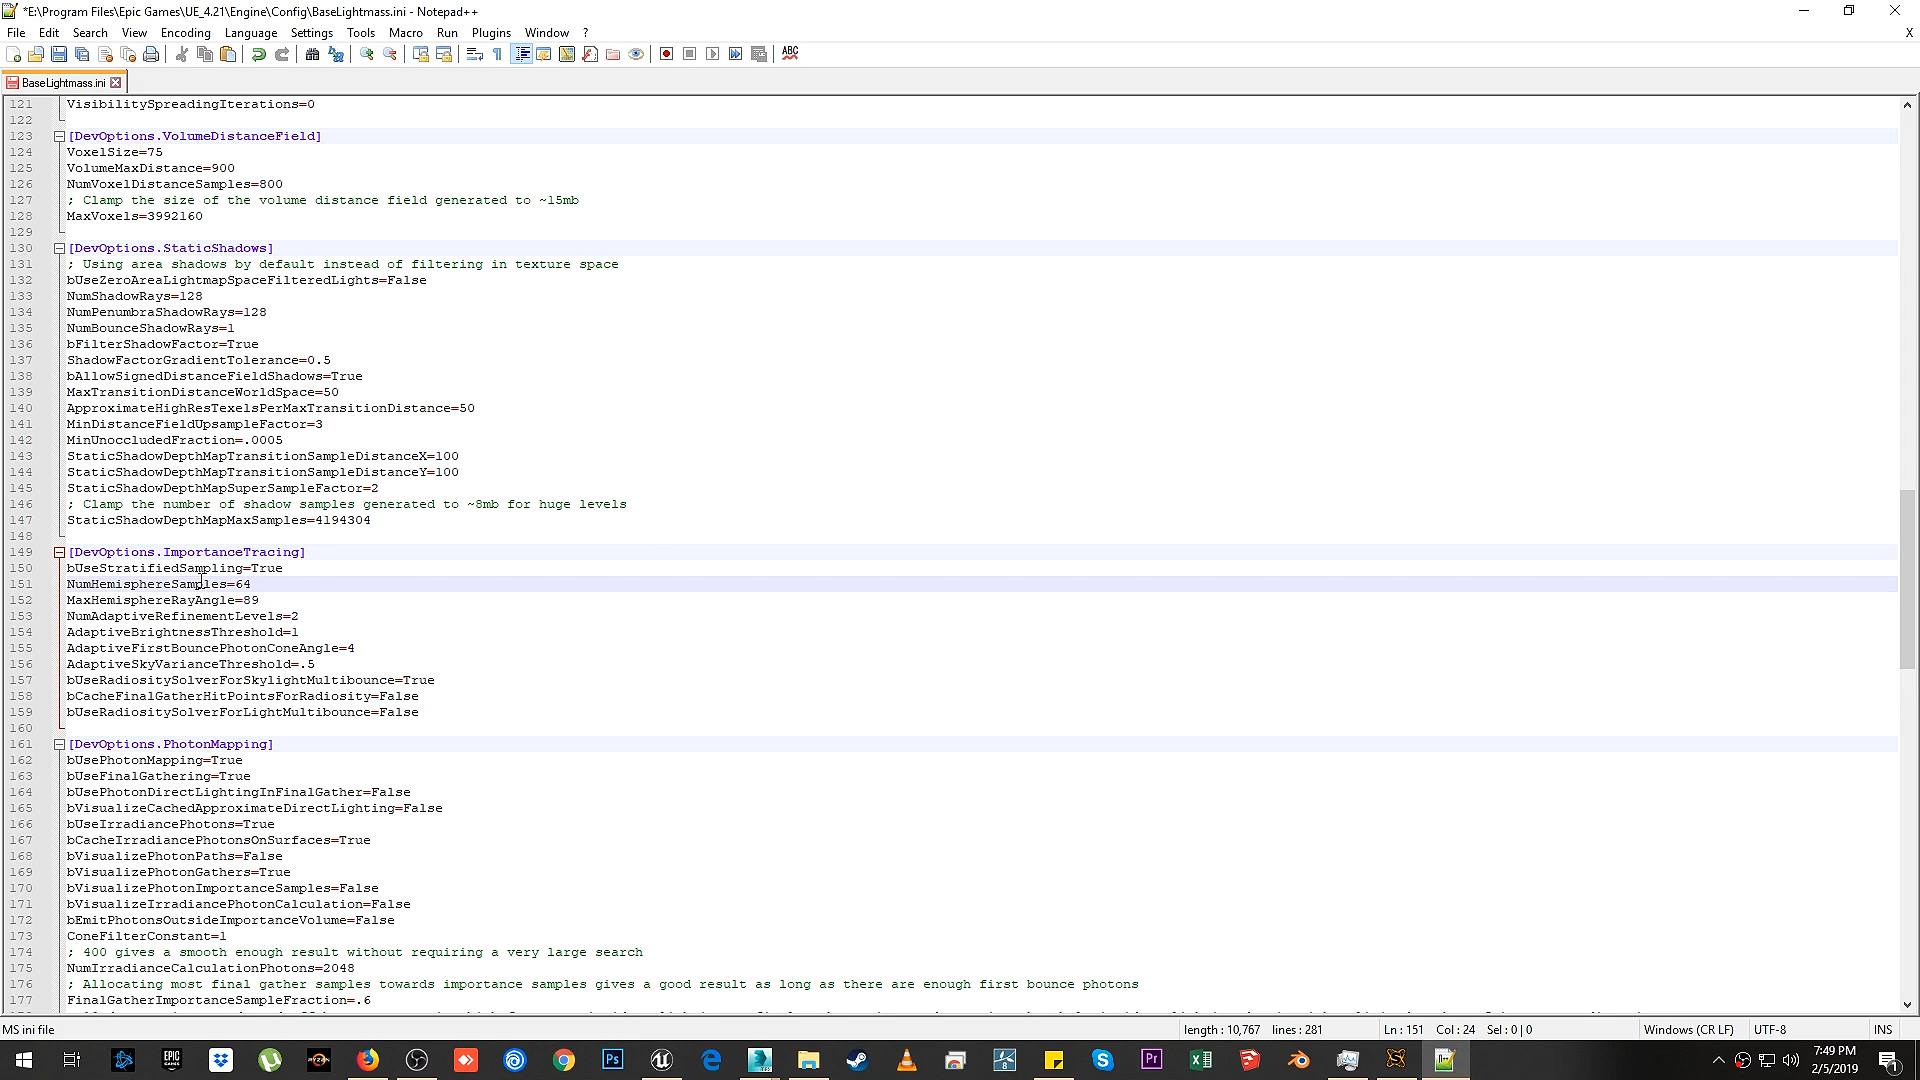 *E:\Program Files\Epic Games\UE_4.21\Engine\Config\BaseLightmass.ini - Notepad++
File Edit Search View Encoding Language Settings Tools Macro Run Plugins Window ? X
ABC
BaseLightmass.ini
121 VisibilitySpreadingIterations=0
122
123 [DevOptions.VolumeDistanceField]
124 VoxelSize=75
125 VolumeMaxDistance=900
126 NumVoxelDistanceSamples=800
127 ; Clamp the size of the volume distance field generated to ~15mb
128 MaxVoxels=3992160
129
130 [DevOptions.StaticShadows]
131 ; Using area shadows by default instead of filtering in texture space
132 bUseZeroAreaLightmapSpaceFilteredLights=False
133 NumShadowRays=128
134 NumPenumbraShadowRays=128
135 NumBounceShadowRays=1
136 bFilterShadowFactor=True
137 ShadowFactorGradientTolerance=0.5
138 bAllowSignedDistanceFieldShadows=True
139 MaxTransitionDistanceWorldSpace=50
140 ApproximateHighResTexelsPerMaxTransitionDistance=50
141 MinDistanceFieldUpsampleFactor=3
142 MinUnoccludedFraction=.0005
143 StaticShadowDepthMapTransitionSampleDistanceX=100
144 StaticShadowDepthMapTransitionSampleDistanceY=100
145 StaticShadowDepthMapSuperSampleFactor=2
146 ; Clamp the number of shadow samples generated to ~8mb for huge levels
147 StaticShadowDepthMapMaxSamples=4194304
148
149 [DevOptions.ImportanceTracing]
150 bUseStratifiedSampling=True
151 NumHemisphereSamples=64
152 MaxHemisphereRayAngle=89
153 NumAdaptiveRefinementLevels=2
154 AdaptiveBrightnessThreshold=1
155 AdaptiveFirstBouncePhotonConeAngle=4
156 AdaptiveSkyVarianceThreshold=.5
157 bUseRadiositySolverForSkylightMultibounce=True
158 bCacheFinalGatherHitPointsForRadiosity=False
159 bUseRadiositySolverForLightMultibounce=False
160
161 [DevOptions.PhotonMapping]
162 bUsePhotonMapping=True
163 bUseFinalGathering=True
164 bUsePhotonDirectLightingInFinalGather=False
165 bVisualizeCachedApproximateDirectLighting=False
166 bUseIrradiancePhotons=True
167 bCacheIrradiancePhotonsOnSurfaces=True
168 bVisualizePhotonPaths=False
169 bVisualizePhotonGathers=True
170 bVisualizePhotonImportanceSamples=False
171 bVisualizeIrradiancePhotonCalculation=False
172 bEmitPhotonsOutsideImportanceVolume=False
173 ConeFilterConstant=1
174 ; 400 gives a smooth enough result without requiring a very large search
175 NumIrradianceCalculationPhotons=2048
176 ; Allocating most final gather samples towards importance samples gives a good result as long as there are enough first bounce photons
177 FinalGatherImportanceSampleFraction=.6
MS ini file length : 10,767 lines : 281 Ln : 151 Col : 24 Sel : 0 | 0 Windows (CR LF) UTF-8 INS
EPIC GAMES RYZEN Ps Pr 7:49 PM
2/5/2019